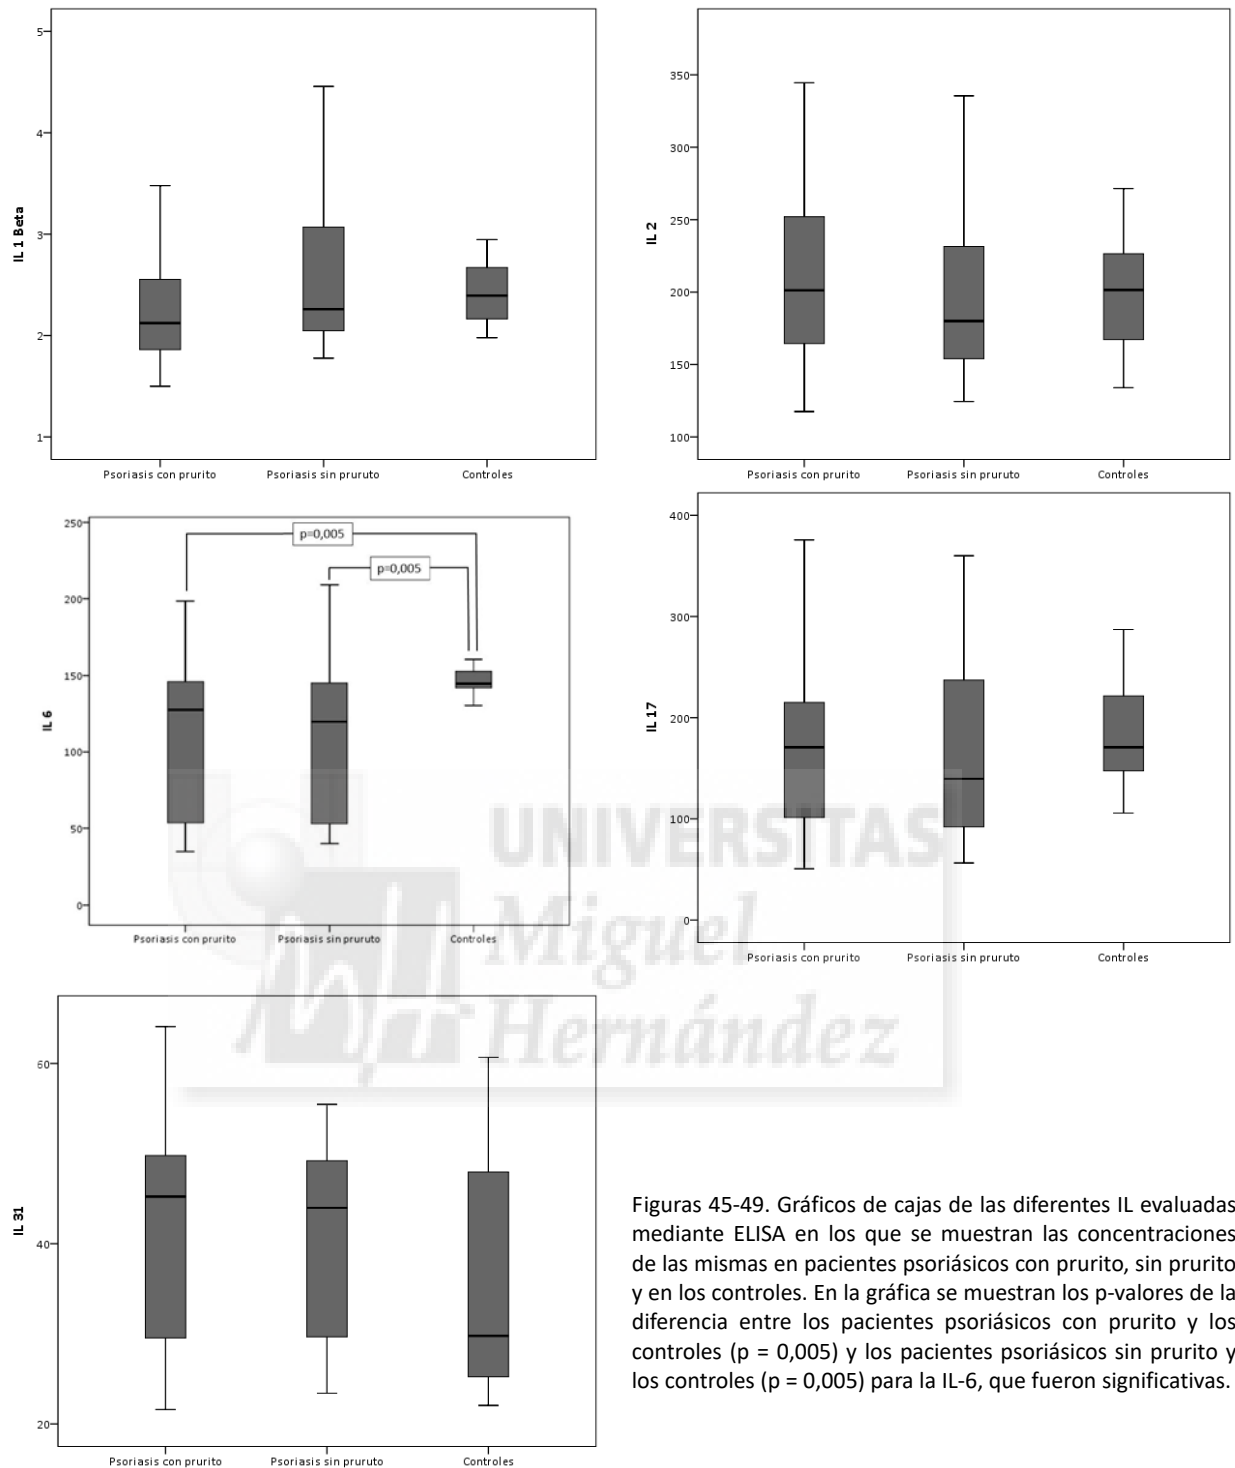 5
4
3
2
1
IL 1 Beta
Psoriasis con prurito
Psoriasis sin pruruto
Controles
350
300
250
200
150
100
IL 2
Psoriasis con prurito
Psoriasis sin pruruto
Controles
250
200
150
100
50
0
IL 6
p=0,005
p=0,005
Psoriasis con prurito
Psoriasis sin pruruto
Controles
400
300
200
100
0
IL 17
Psoriasis con prurito
Psoriasis sin pruruto
Controles
UNIVERSITAS
Miguel
Hernández
60
40
20
IL 31
Psoriasis con prurito
Psoriasis sin pruruto
Controles
Figuras 45-49. Gráficos de cajas de las diferentes IL evaluadas
mediante ELISA en los que se muestran las concentraciones
de las mismas en pacientes psoriásicos con prurito, sin prurito
y en los controles. En la gráfica se muestran los p-valores de la
diferencia entre los pacientes psoriásicos con prurito y los
controles (p = 0,005) y los pacientes psoriásicos sin prurito y
los controles (p = 0,005) para la IL-6, que fueron significativas.